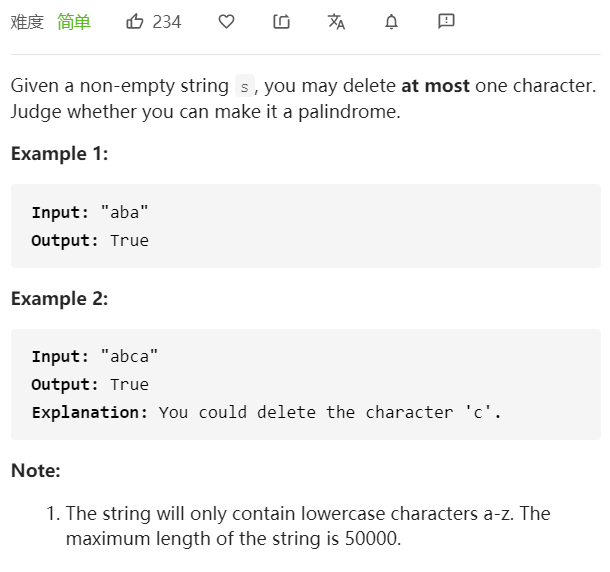 难度 简单 234
Given a non-empty string s, you may delete at most one character.
Judge whether you can make it a palindrome.
Example 1:
Input: "aba"
Output: True
Example 2:
Input: "abca"
Output: True
Explanation: You could delete the character 'c'.
Note:
1. The string will only contain lowercase characters a-z. The
maximum length of the string is 50000.